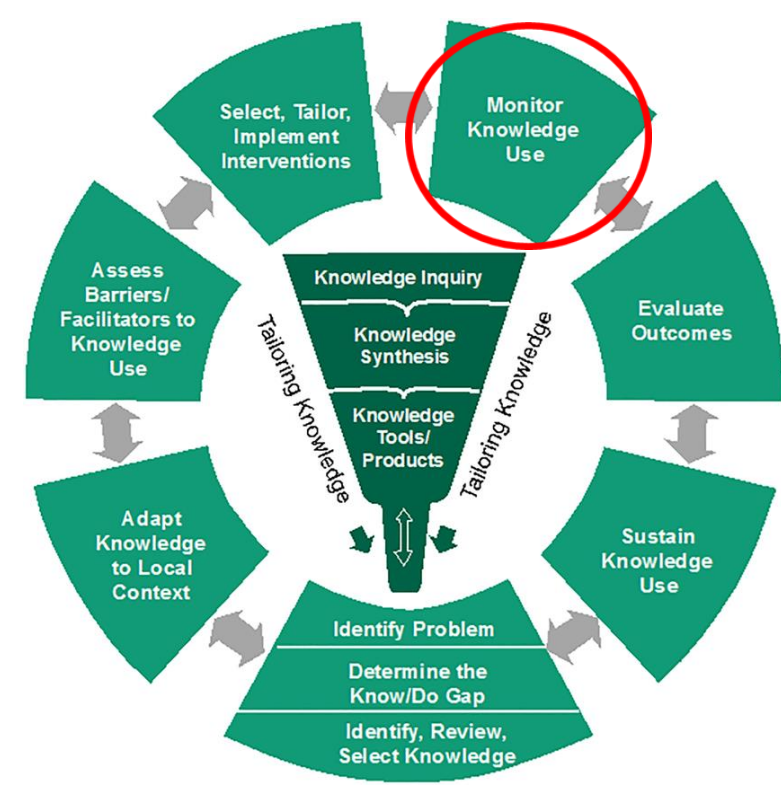 Select, Tailor,
Implement
Interventions
Monitor
Knowledge
Use
Assess
Barriers/
Facilitators to
Knowledge
Use
Knowledge Inquiry
Knowledge
Synthesis
Knowledge
Tools/
Products
Tailoring Knowledge
Tailoring Knowledge
Evaluate
Outcomes
Adapt
Knowledge
to Local
Context
Sustain
Knowledge
Use
Identify Problem
Determine the
Know/Do Gap
Identify, Review,
Select Knowledge